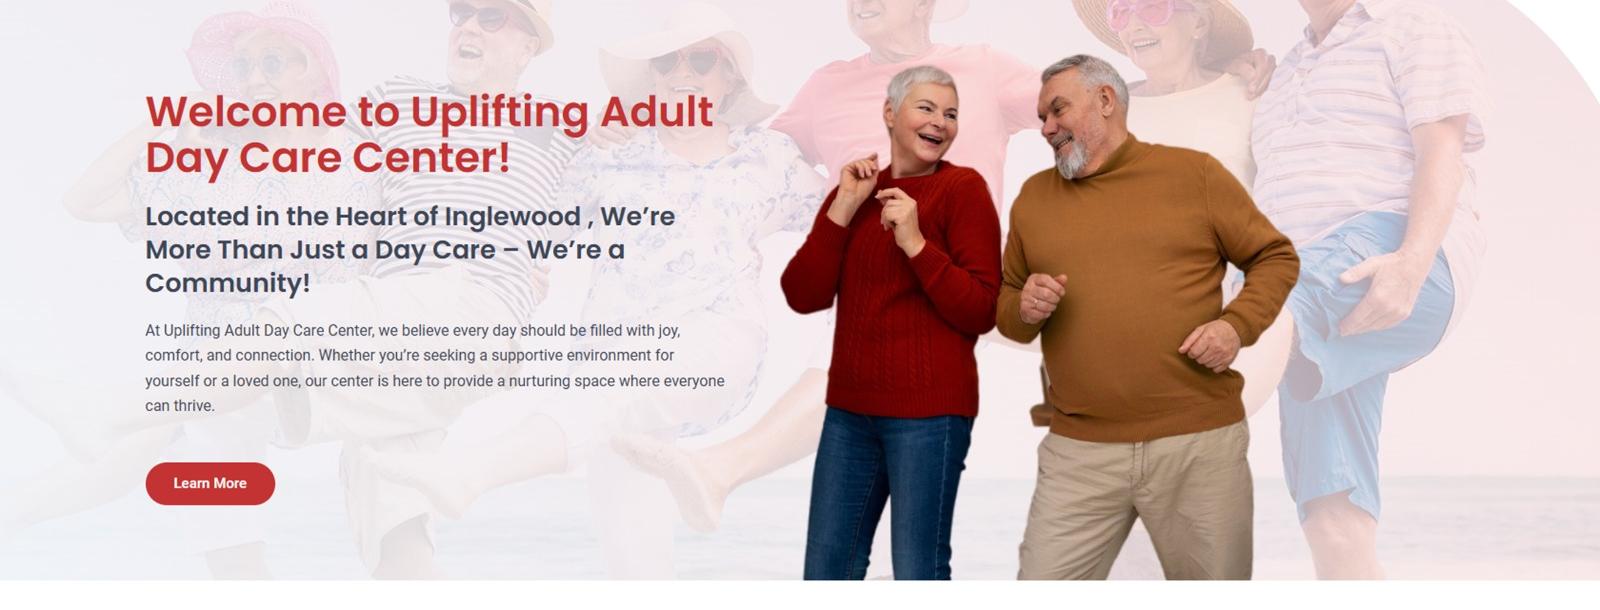 Welcome to Uplifting Adult
Day Care Center!
Located in the Heart of Inglewood , We’re
More Than Just a Day Care – We’re a
Community!
At Uplifting Adult Day Care Center, we believe every day should be filled with joy,
comfort, and connection. Whether you’re seeking a supportive environment for
yourself or a loved one, our center is here to provide a nurturing space where everyone
can thrive.
Learn More